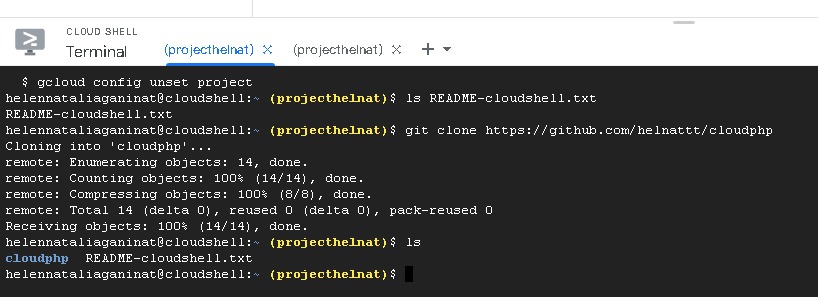 CLOUD SHELL
Terminal (projecthelnat) (projecthelnat)
$ gcloud config unset project
helennataliaganinat@cloudshell:~ (projecthelnat)$ ls README-cloudshell.txt
README-cloudshell.txt
helennataliaganinat@cloudshell:~ (projecthelnat)$ git clone https://github.com/helnattt/cloudphp
Cloning into 'cloudphp'...
remote: Enumerating objects: 14, done.
remote: Counting objects: 100% (14/14), done.
remote: Compressing objects: 100% (8/8), done.
remote: Total 14 (delta 0), reused 0 (delta 0), pack-reused 0
Receiving objects: 100% (14/14), done.
helennataliaganinat@cloudshell:~ (projecthelnat)$ ls
cloudphp README-cloudshell.txt
helennataliaganinat@cloudshell:~ (projecthelnat)$